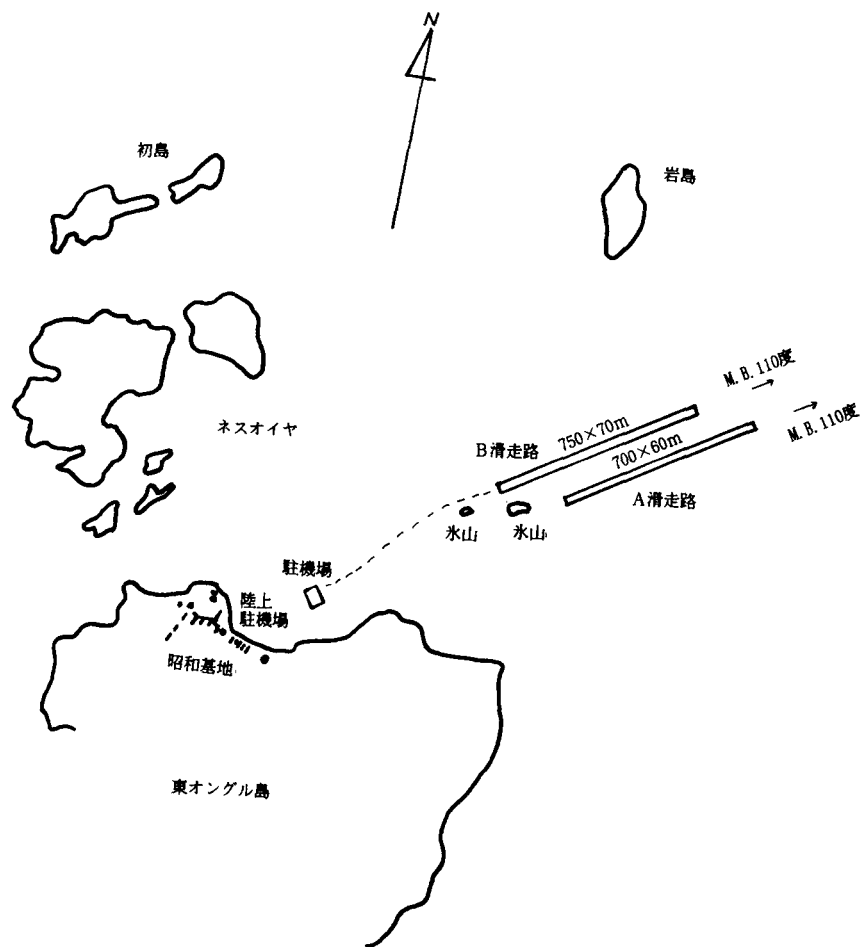 N
初島
岩島
M.B.110度
M.B.110度
ネスオイヤ
750×70m
B滑走路
700×60m
A滑走路
氷山
氷山
駐機場
陸上
駐機場
昭和基地
東オングル島